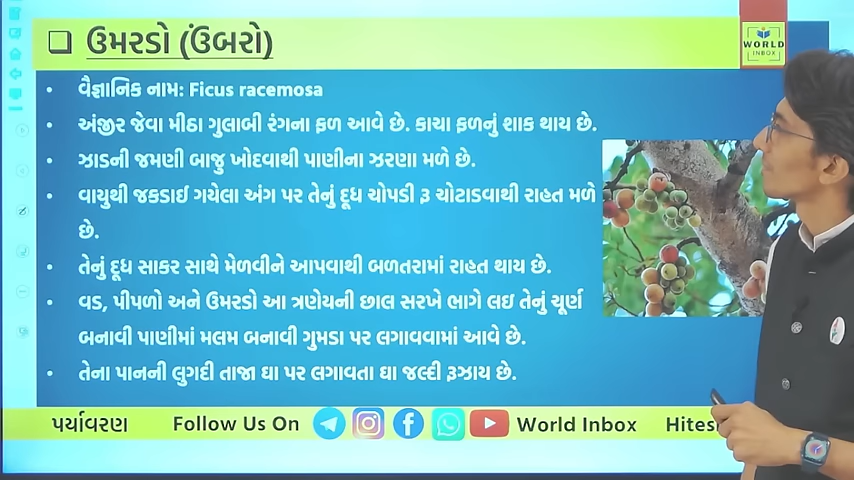 ❑ ઉમરડો (ઉંબરો)
WORLD
INBOX
• વૈજ્ઞાનિક નામ: Ficus racemosa
• અંજીર જેવા મીઠા ગુલાબી રંગના ફળ આવે છે. કાચા ફળનું શાક થાય છે.
• ઝાડની જમણી બાજુ ખોદવાથી પાણીના ઝરણા મળે છે.
• વાયુથી જકડાઈ ગયેલા અંગ પર તેનું દૂધ ચોપડી રૂ ચોટાડવાથી રાહત મળે
છે.
• તેનું દૂધ સાકર સાથે મેળવીને આપવાથી બળતરામાં રાહત થાય છે.
• વડ, પીપળો અને ઉમરડો આ ત્રણેયની છાલ સરખે ભાગે લઇ તેનું ચૂર્ણ
બનાવી પાણીમાં મલમ બનાવી ગુમડા પર લગાવવામાં આવે છે.
• તેના પાનની લુગદી તાજા ઘા પર લગાવતા ઘા જલ્દી રૂઝાય છે.
પર્યાવરણ Follow Us On World Inbox